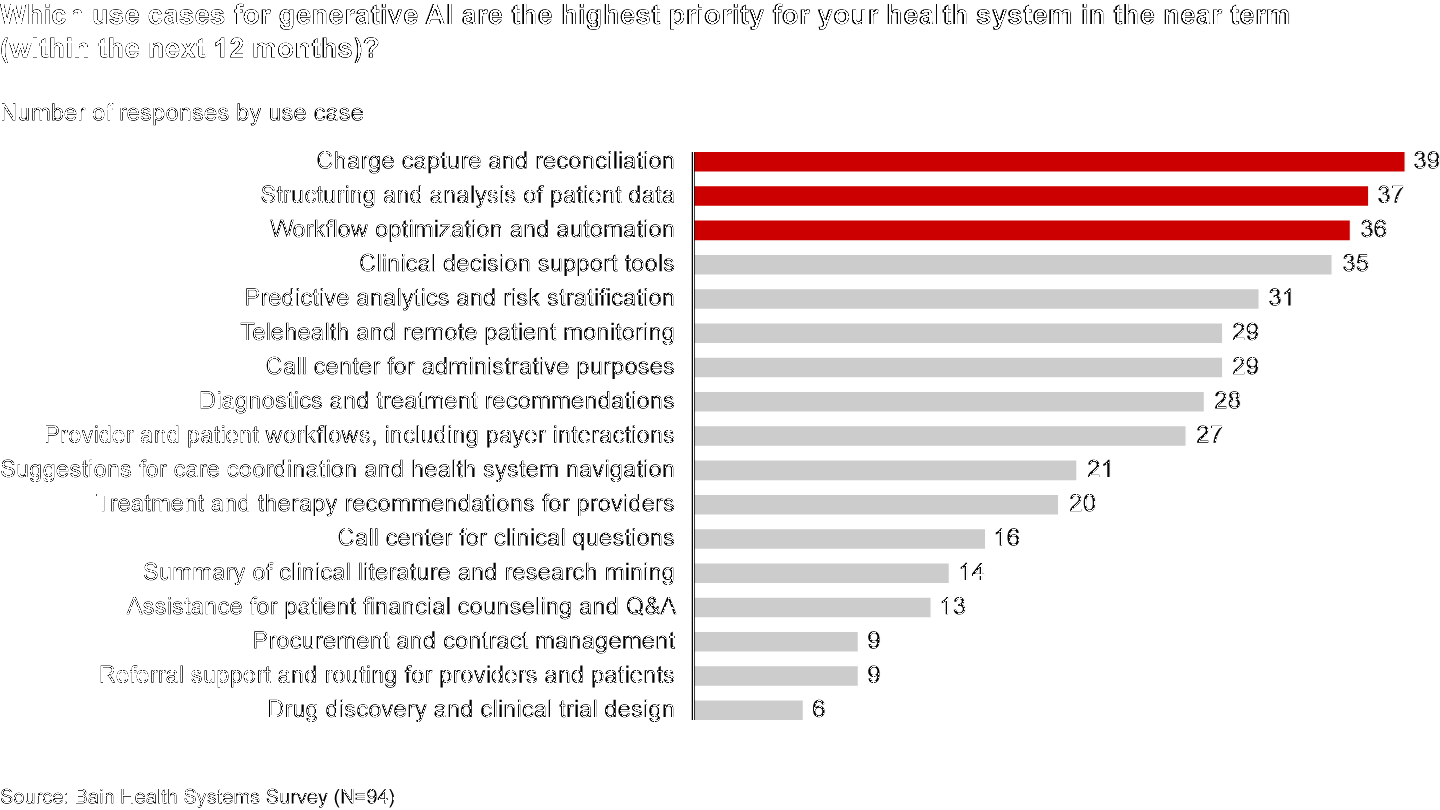 Which use cases for generative AI are the highest priority for your health system in the near term
(within the next 12 months)?
Number of responses by use case
Charge capture and reconciliation 39
Structuring and analysis of patient data 37
Workflow optimization and automation 36
Clinical decision support tools 35
Predictive analytics and risk stratification 31
Telehealth and remote patient monitoring 29
Call center for administrative purposes 29
Diagnostics and treatment recommendations 28
Provider and patient workflows, including payer interactions 27
Suggestions for care coordination and health system navigation 21
Treatment and therapy recommendations for providers 20
Call center for clinical questions 16
Summary of clinical literature and research mining 14
Assistance for patient financial counseling and Q&A 13
Procurement and contract management 9
Referral support and routing for providers and patients 9
Drug discovery and clinical trial design 6
Source: Bain Health Systems Survey (N=94)